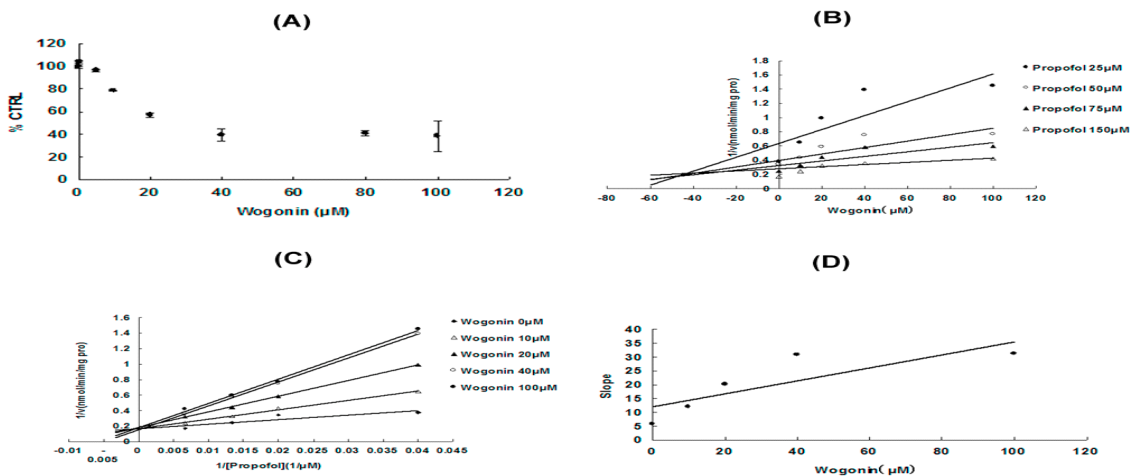 (A)
% CTRL
120
100
80
60
40
20
0
0 20 40 60 80 100 120
Wogonin (µM)
(B)
1/v(nmol/min/mg pro)
1.8
1.6
1.4
1.2
1
0.8
0.6
0.4
0.2
0
-80 -60 -40 -20 0 20 40 60 80 100 120
Wogonin( µM)
Propofol 25µM
Propofol 50µM
Propofol 75µM
Propofol 150µM
(C)
1/v(nmol/min/mg pro)
1.6
1.4
1.2
1
0.8
0.6
0.4
0.2
0
-0.01 -0.005 0 0.005 0.01 0.015 0.02 0.025 0.03 0.035 0.04 0.045
1/[Propofol](1/µM)
Wogonin 0µM
Wogonin 10µM
Wogonin 20µM
Wogonin 40µM
Wogonin 100µM
(D)
Slope
40
35
30
25
20
15
10
5
0
0 20 40 60 80 100 120
Wogonin( µM)